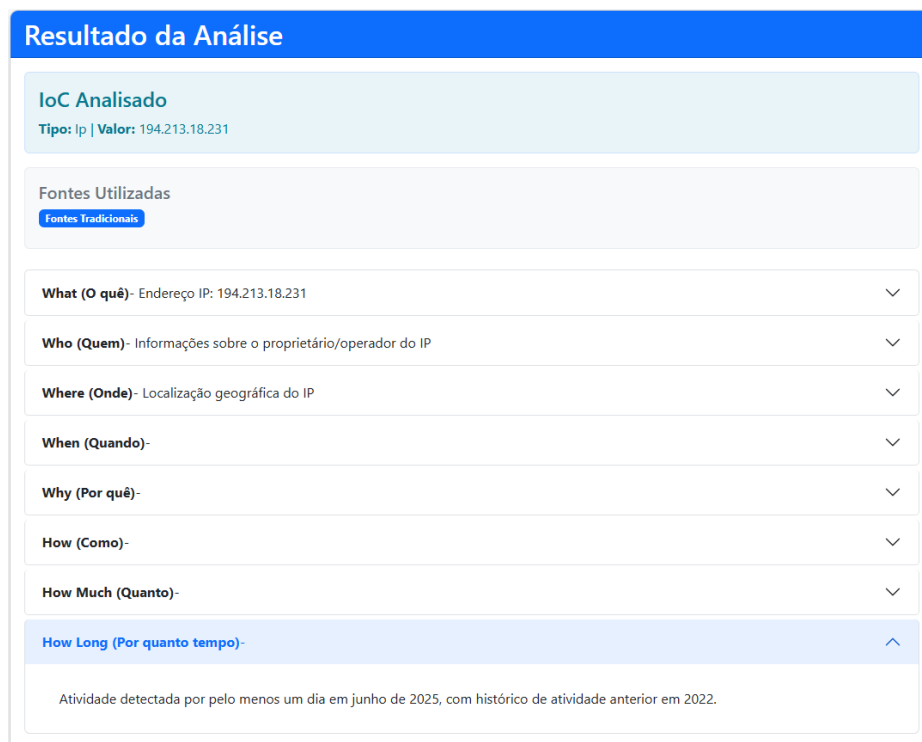 Resultado da Análise
IoC Analisado
Tipo: Ip | Valor: 194.213.18.231
Fontes Utilizadas
Fontes Tradicionais
What (O quê)- Endereço IP: 194.213.18.231
Who (Quem)- Informações sobre o proprietário/operador do IP
Where (Onde)- Localização geográfica do IP
When (Quando)-
Why (Por quê)-
How (Como)-
How Much (Quanto)-
How Long (Por quanto tempo)-
Atividade detectada por pelo menos um dia em junho de 2025, com histórico de atividade anterior em 2022.